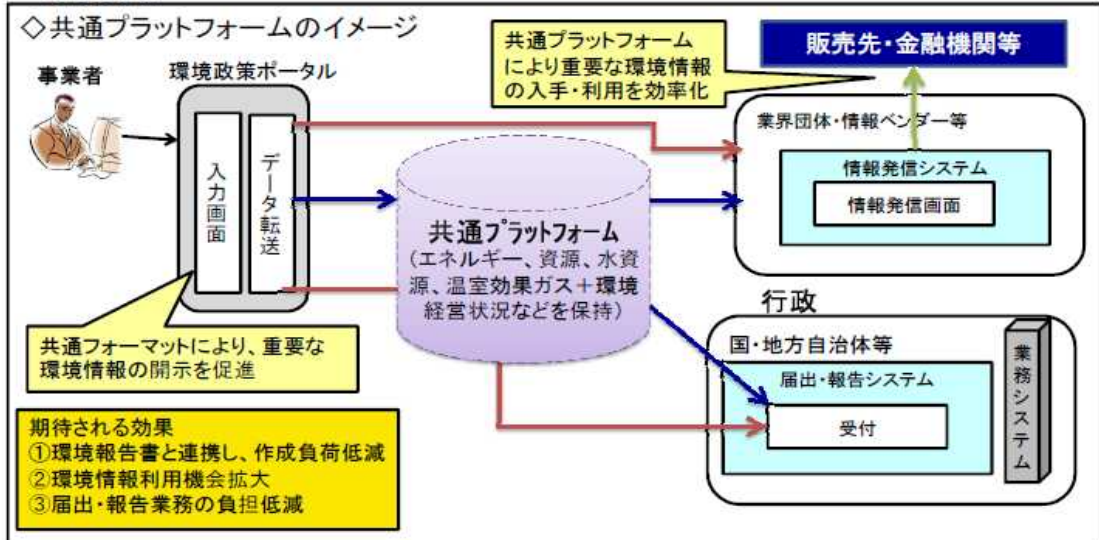 ◇共通プラットフォームのイメージ
事業者
環境政策ポータル
入力画面
データ転送
共通プラットフォーム
により重要な環境情報
の入手・利用を効率化
販売先・金融機関等
業界団体・情報ベンダー等
情報発信システム
情報発信画面
共通プラットフォーム
(エネルギー、資源、水資
源、温室効果ガス+環境
経営状況などを保持)
行政
国・地方自治体等
届出・報告システム
受付
業務システム
共通フォーマットにより、重要な
環境情報の開示を促進
期待される効果
①環境報告書と連携し、作成負荷低減
②環境情報利用機会拡大
③届出・報告業務の負担低減